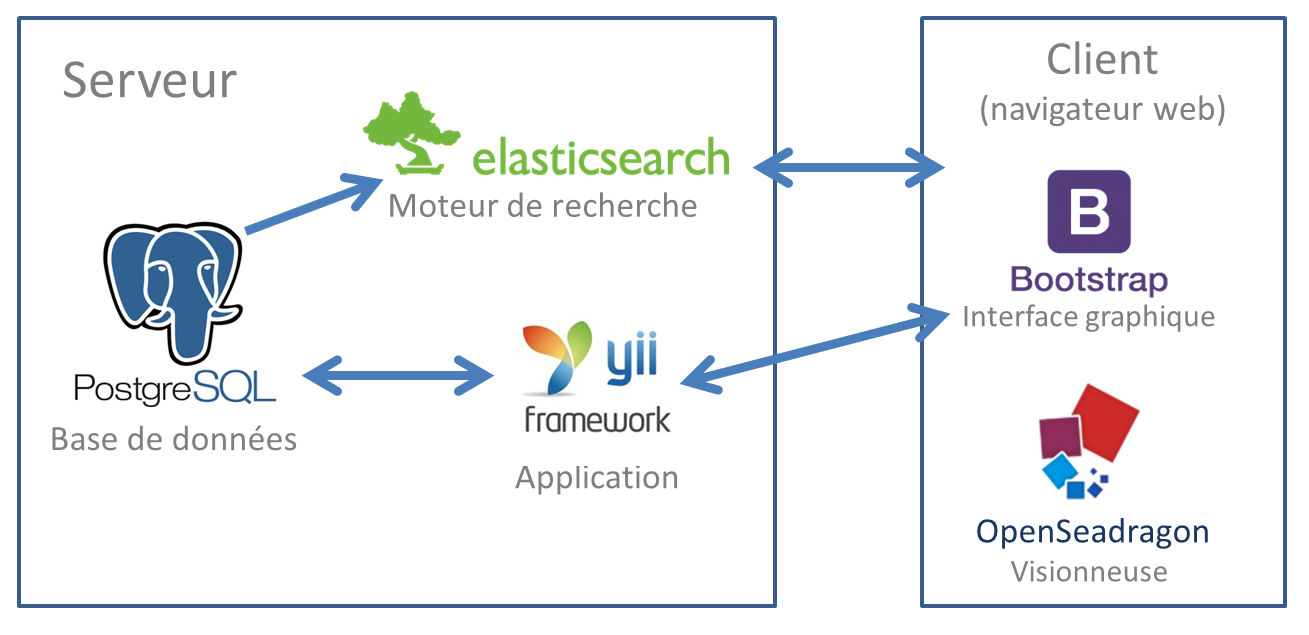 Serveur
elasticsearch
Moteur de recherche
PostgreSQL
Base de données
yii
framework
Application
Client
(navigateur web)
B
Bootstrap
Interface graphique
OpenSeadragon
Visionneuse